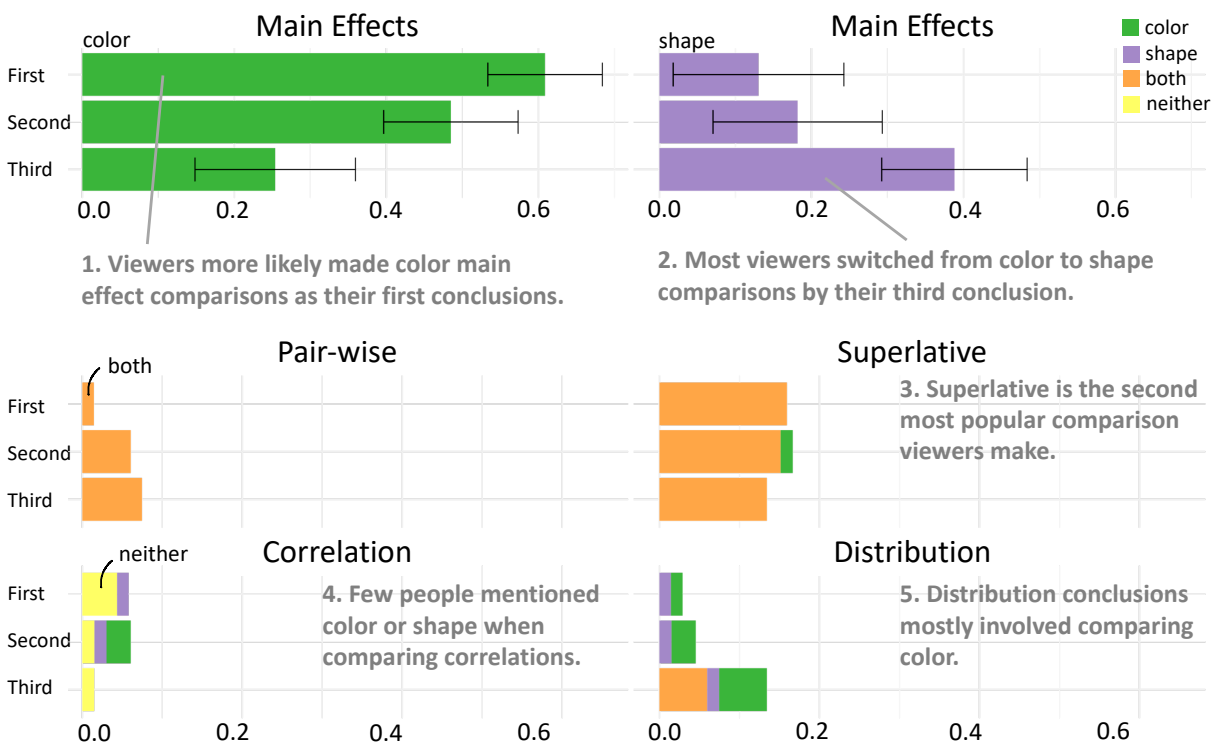 Main Effects
color
First
Second
Third
0.0 0.2 0.4 0.6
1. Viewers more likely made color main
effect comparisons as their first conclusions.
Main Effects
shape
color
shape
both
neither
0.0 0.2 0.4 0.6
2. Most viewers switched from color to shape
comparisons by their third conclusion.
Pair-wise
both
First
Second
Third
Superlative
3. Superlative is the second
most popular comparison
viewers make.
Correlation
neither
First
Second
Third
4. Few people mentioned
color or shape when
comparing correlations.
0.0 0.2 0.4 0.6
Distribution
5. Distribution conclusions
mostly involved comparing
color.
0.0 0.2 0.4 0.6